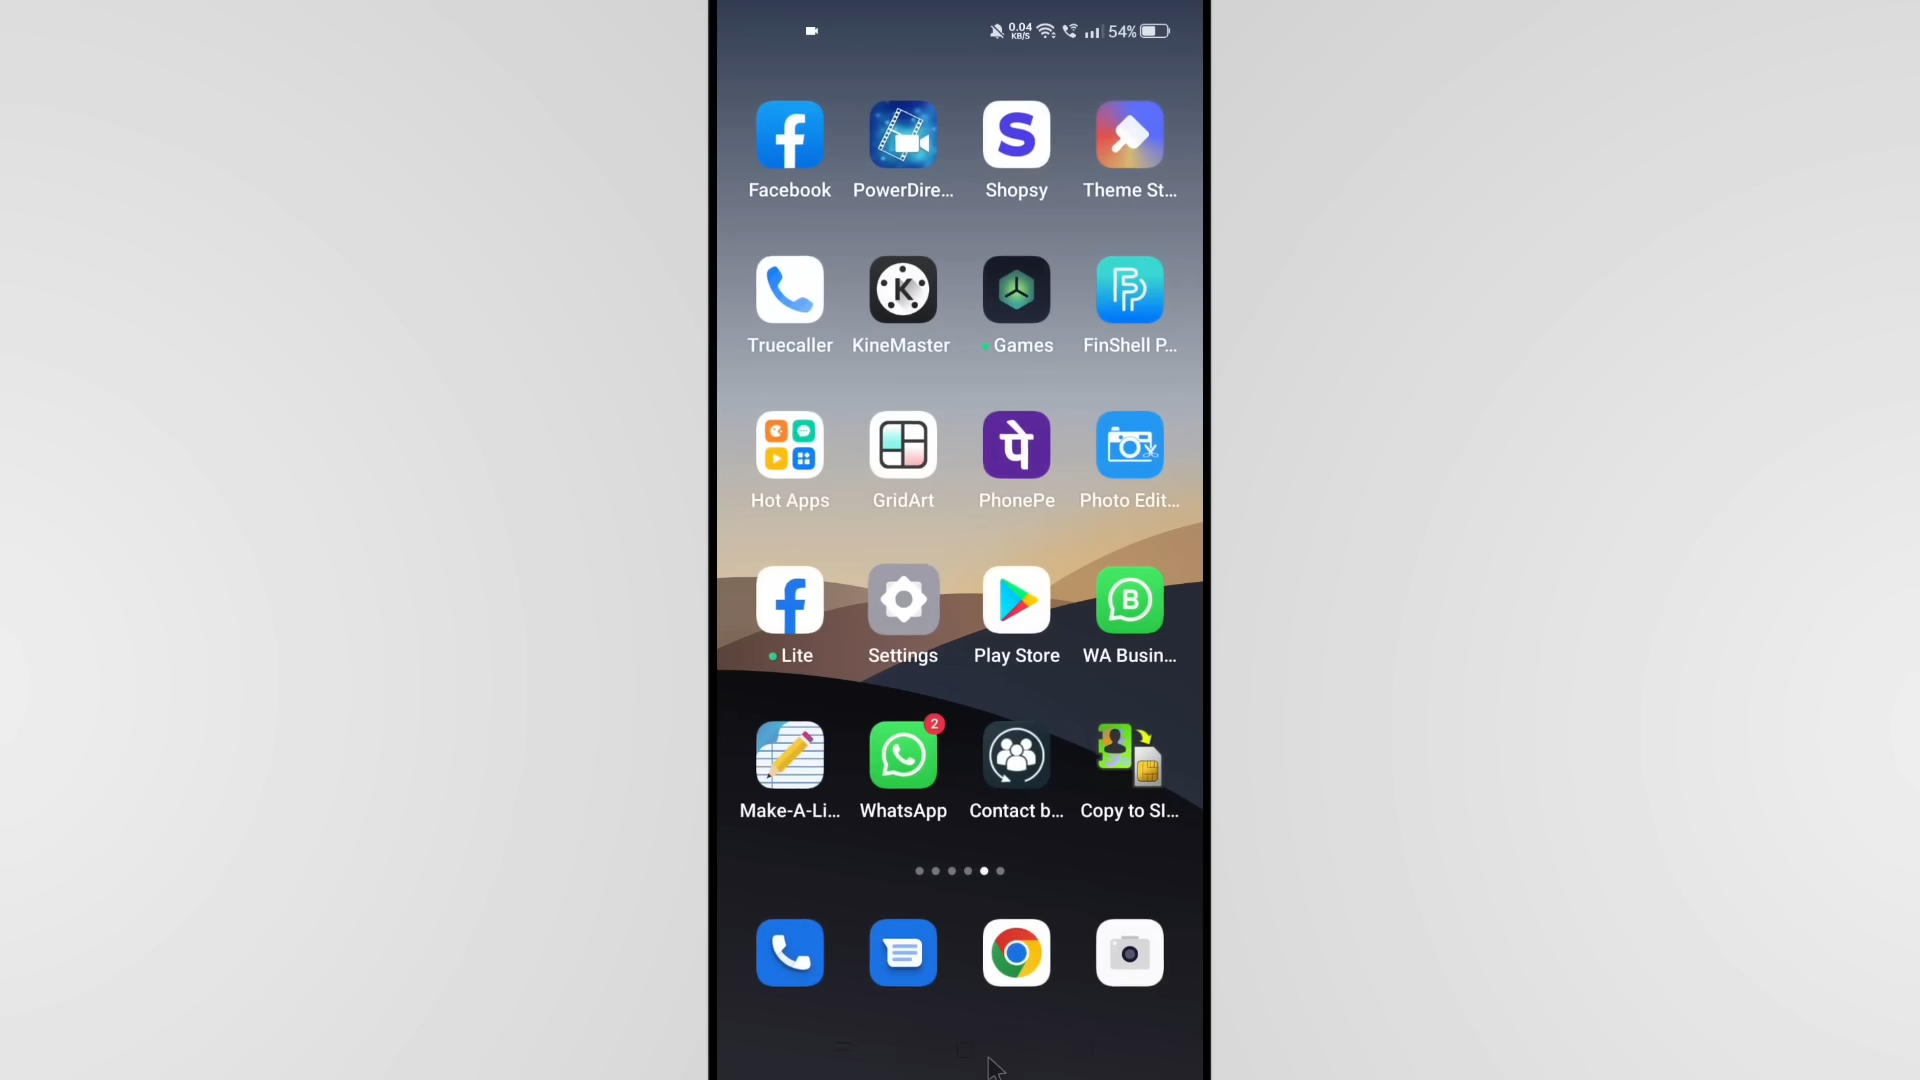 0.04
KB/S
54%
Facebook
PowerDire...
Shopsy
Theme St...
Truecaller
KineMaster
Games
FinShell P...
Hot Apps
GridArt
पे
PhonePe
Photo Edit...
Lite
Settings
Play Store
B
WA Busin...
2
Make-A-Li...
WhatsApp
Contact b...
Copy to SI...